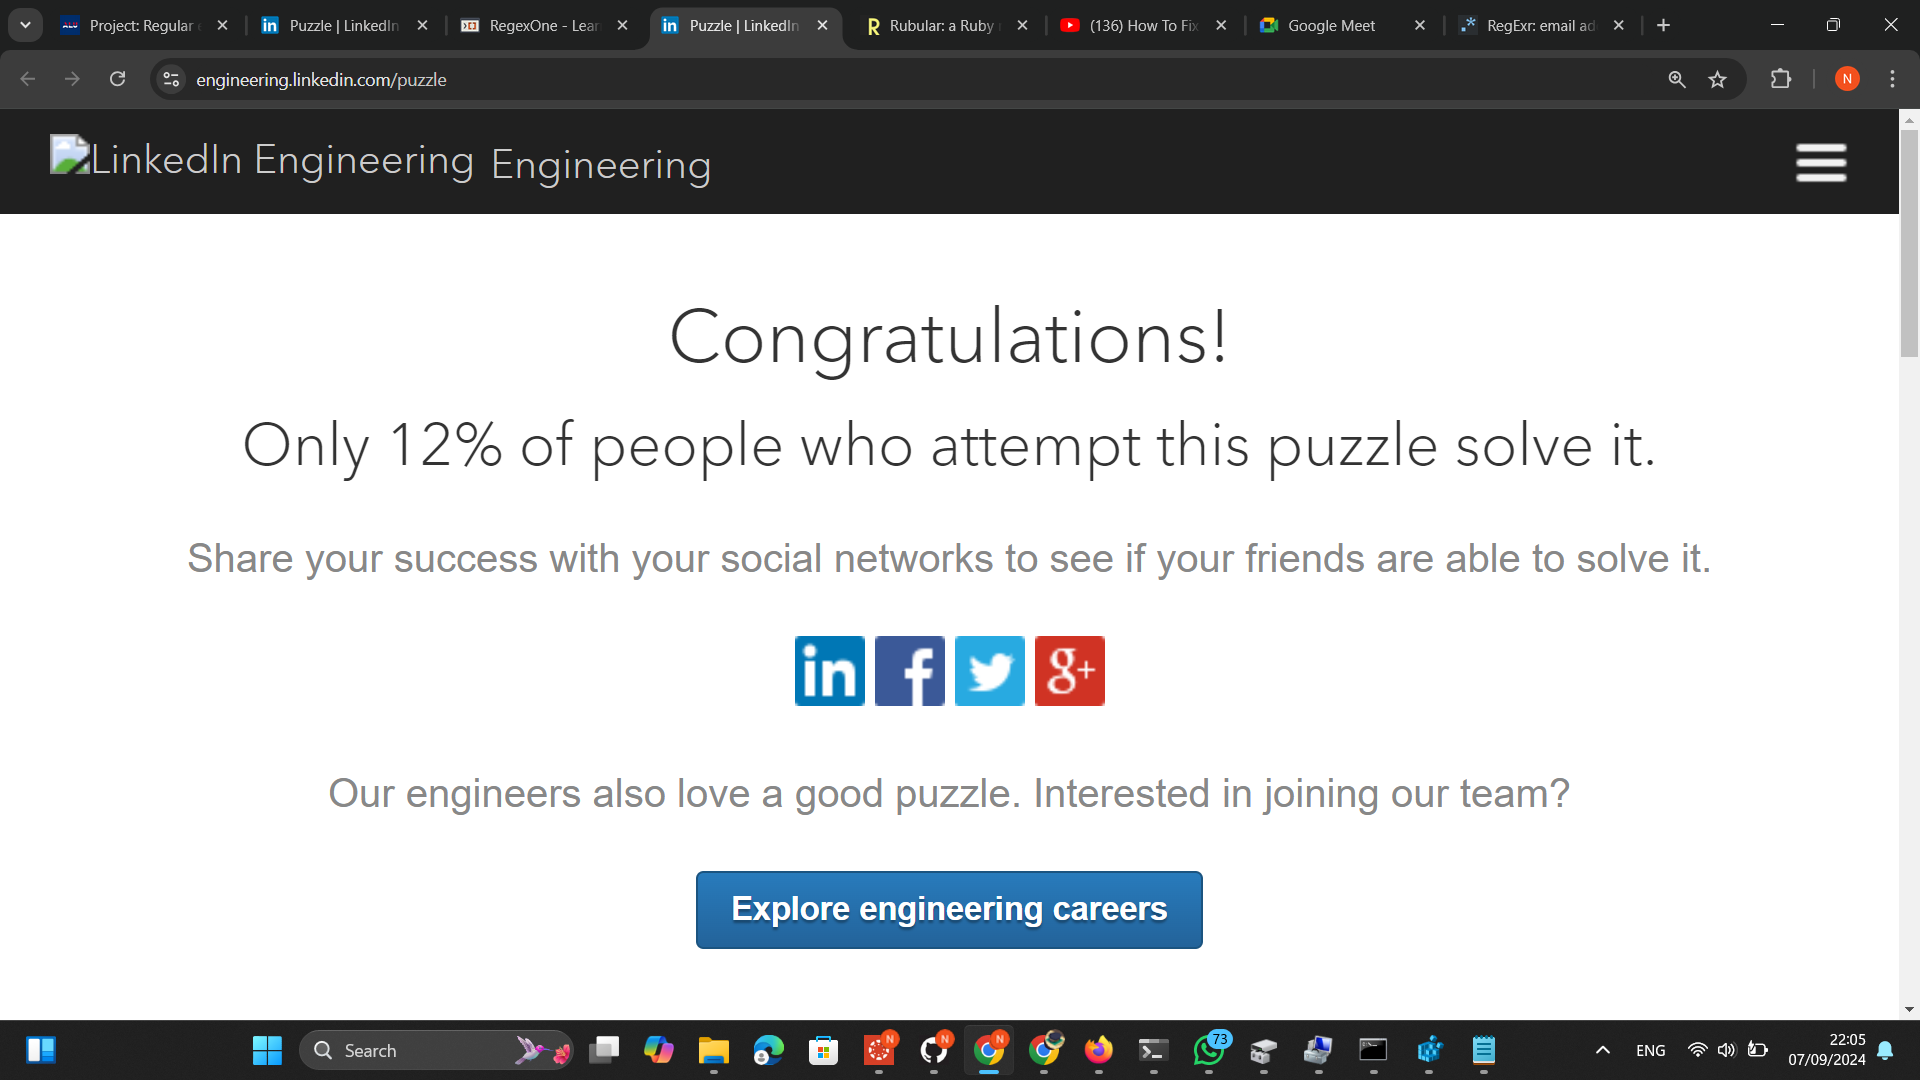 Project: Regular e
Puzzle | LinkedIn
RegexOne - Lear
Puzzle | LinkedIn
Rubular: a Ruby r
(136) How To Fix
Google Meet
RegExr: email ad
engineering.linkedin.com/puzzle
N
LinkedIn Engineering Engineering
Congratulations!
Only 12% of people who attempt this puzzle solve it.
Share your success with your social networks to see if your friends are able to solve it.
in f g+
Our engineers also love a good puzzle. Interested in joining our team?
Explore engineering careers
Search
N
N
N
73
ENG
22:05
07/09/2024